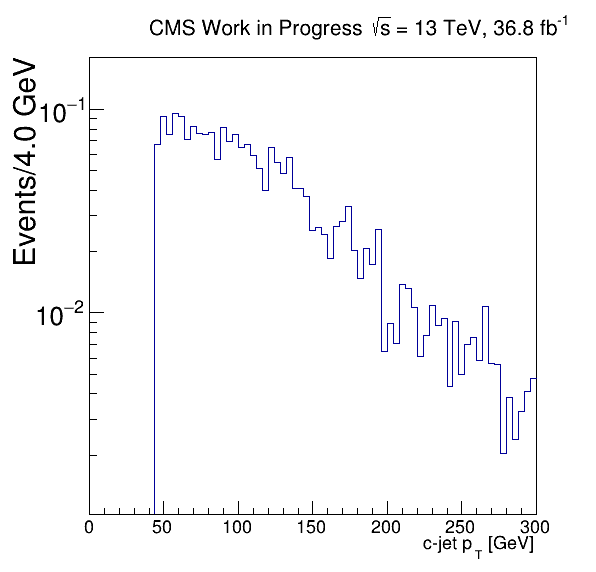 CMS Work in Progress √s = 13 TeV, 36.8 fb⁻¹
Events/4.0 GeV
10⁻¹
10⁻²
0 50 100 150 200 250 300
c-jet p_T [GeV]